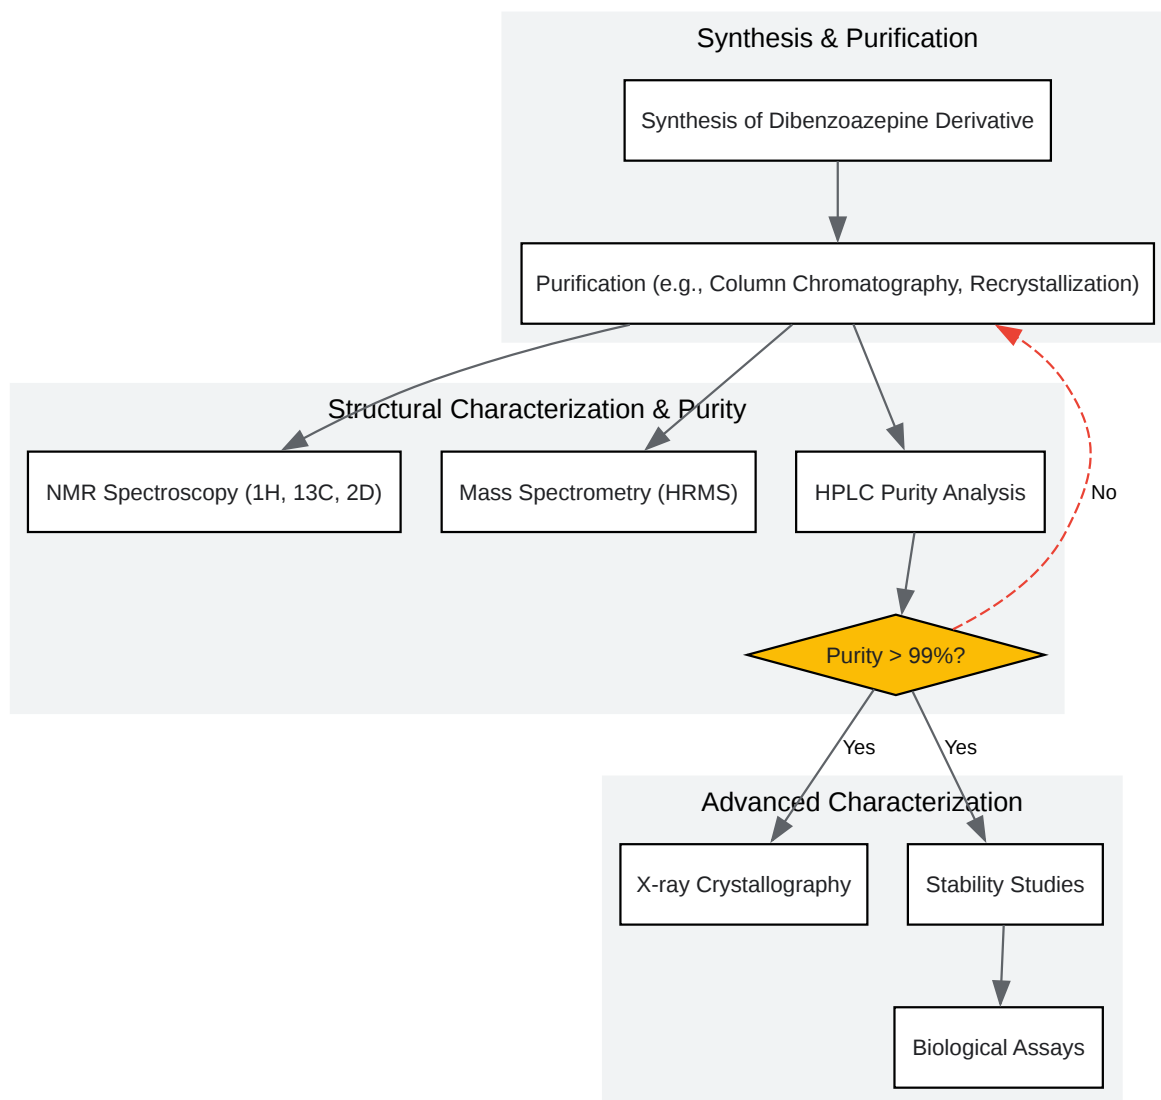 Synthesis & Purification
Synthesis of Dibenzoazepine Derivative
Purification (e.g., Column Chromatography, Recrystallization)
Structural Characterization & Purity
NMR Spectroscopy (1H, 13C, 2D)
Mass Spectrometry (HRMS)
HPLC Purity Analysis
No
Purity > 99%?
Yes
Yes
Advanced Characterization
X-ray Crystallography
Stability Studies
Biological Assays